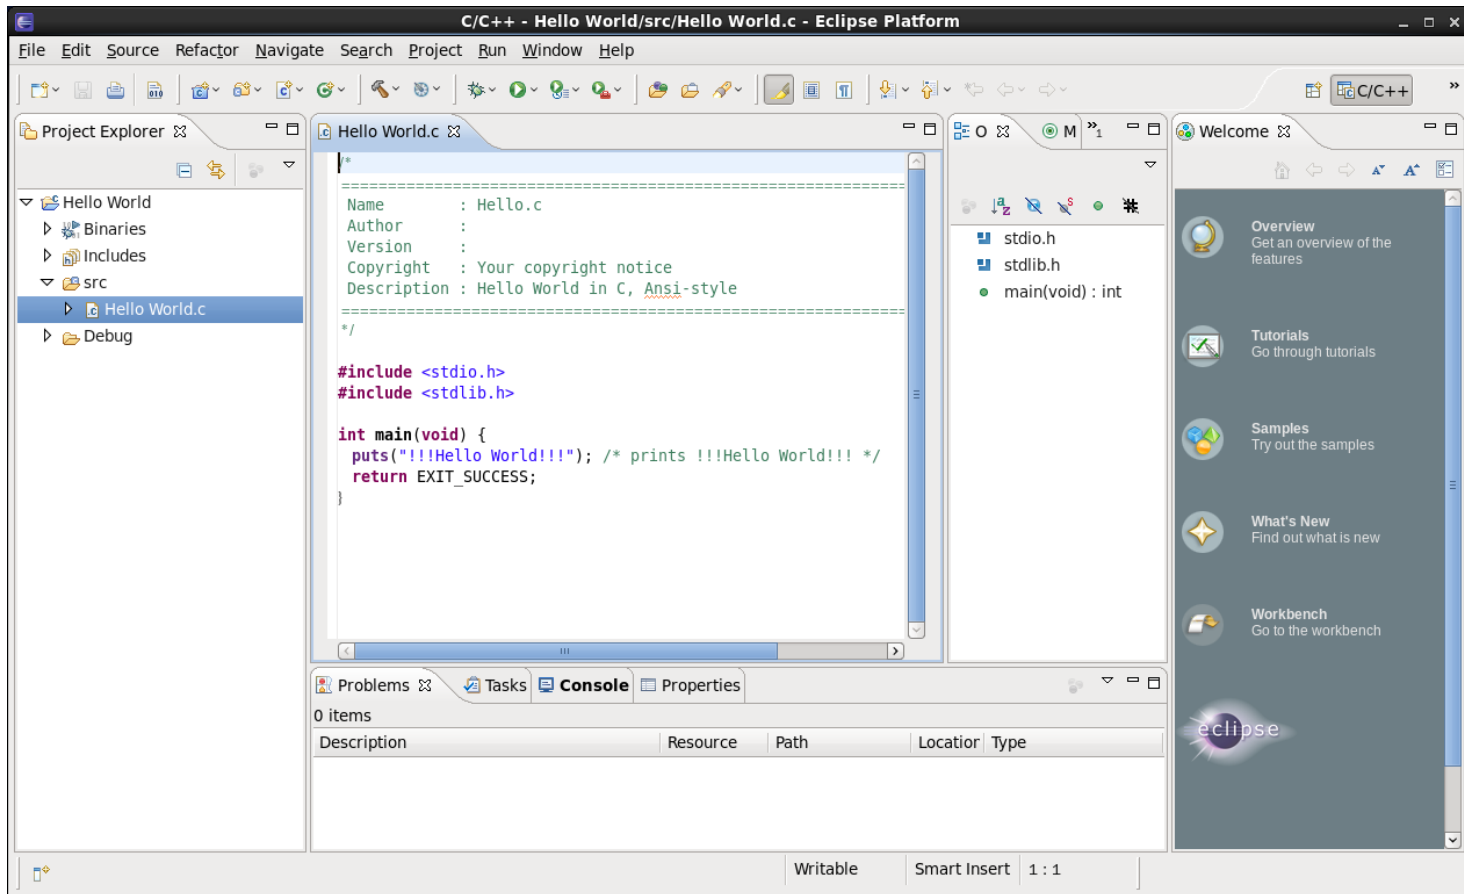 C/C++ - Hello World/src/Hello World.c - Eclipse Platform
File Edit Source Refactor Navigate Search Project Run Window Help
C/C++
Project Explorer
Hello World
Binaries
Includes
src
Hello World.c
Debug
Hello World.c
/*
============================================================
Name : Hello.c
Author :
Version :
Copyright : Your copyright notice
Description : Hello World in C, Ansi-style
============================================================
*/
#include <stdio.h>
#include <stdlib.h>
int main(void) {
puts("!!!Hello World!!!"); /* prints !!!Hello World!!! */
return EXIT_SUCCESS;
}
O M »1
stdio.h
stdlib.h
main(void) : int
Welcome
Overview
Get an overview of the
features
Tutorials
Go through tutorials
Samples
Try out the samples
What's New
Find out what is new
Workbench
Go to the workbench
eclipse
Problems Tasks Console Properties
0 items
Description Resource Path Location Type
Writable Smart Insert 1 : 1